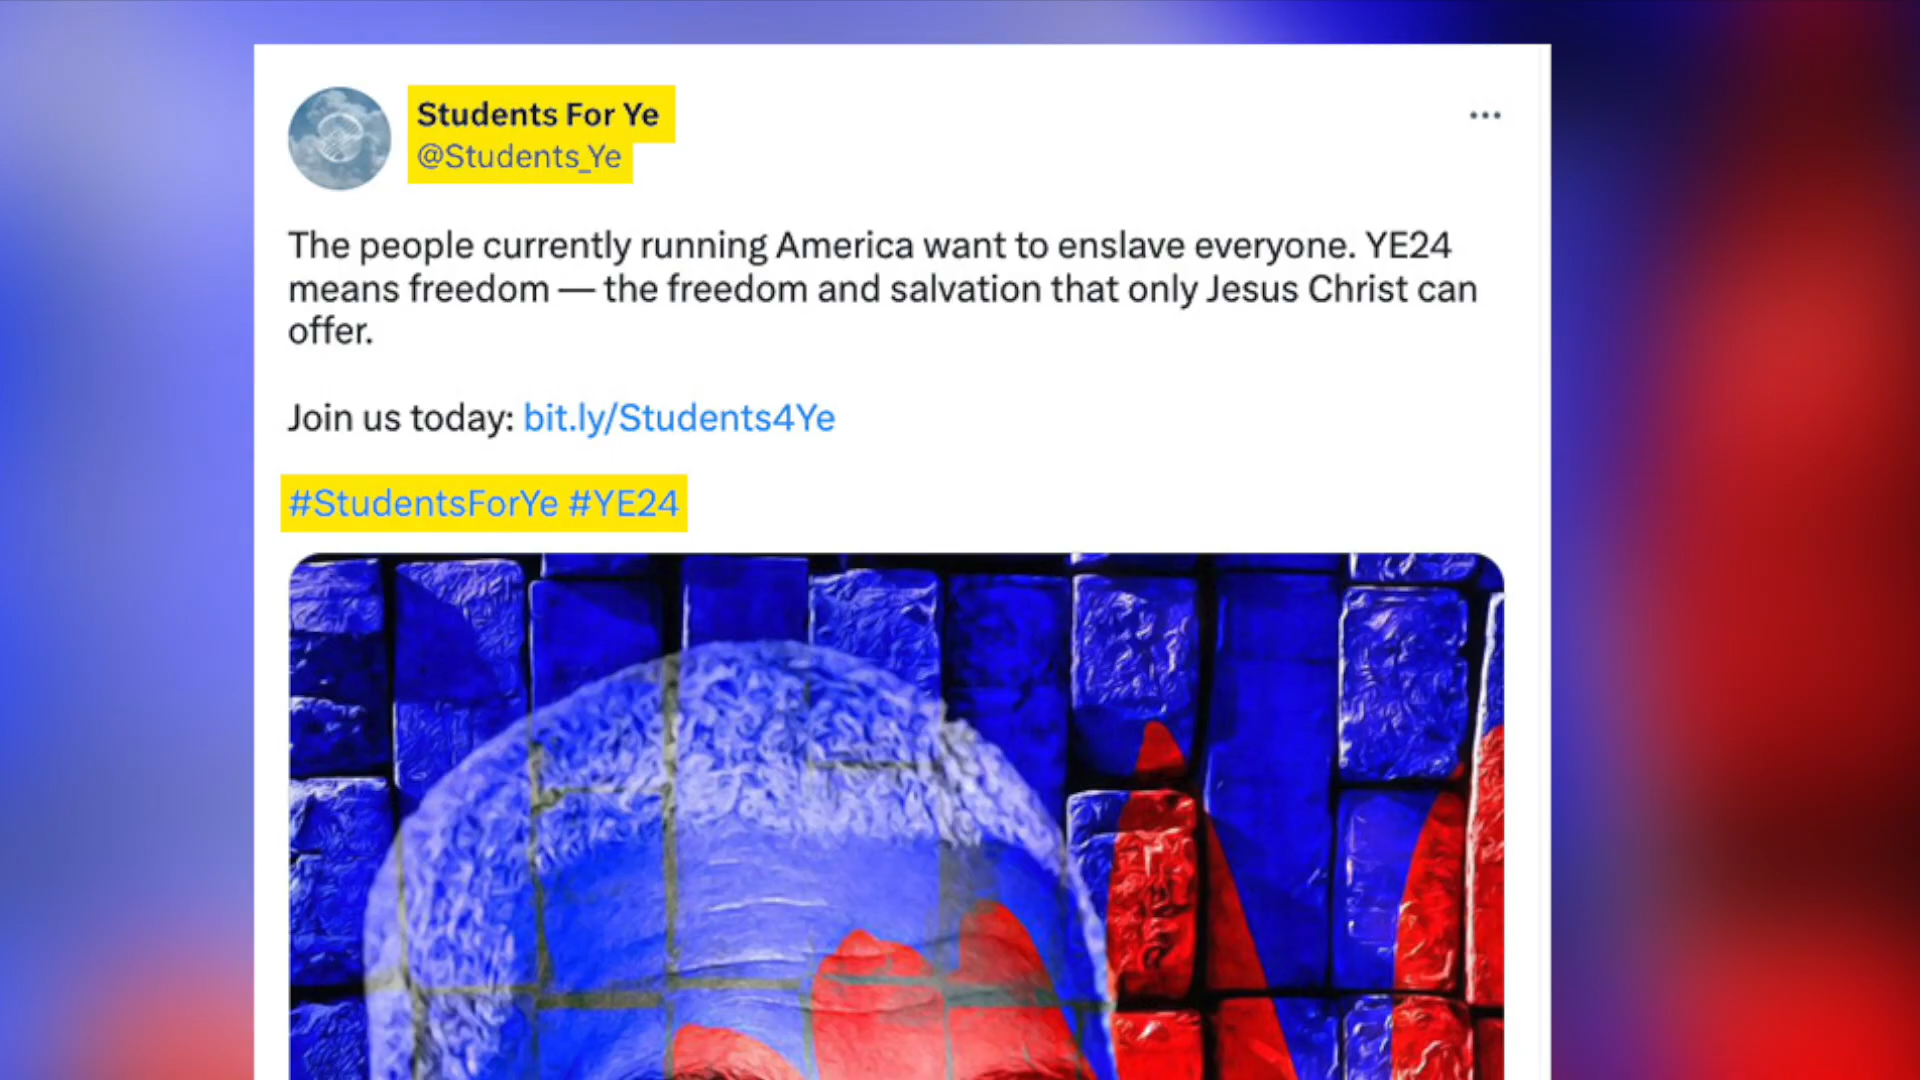 Students For Ye
@Students_Ye
The people currently running America want to enslave everyone. YE24
means freedom — the freedom and salvation that only Jesus Christ can
offer.
Join us today: bit.ly/Students4Ye
#StudentsForYe #YE24